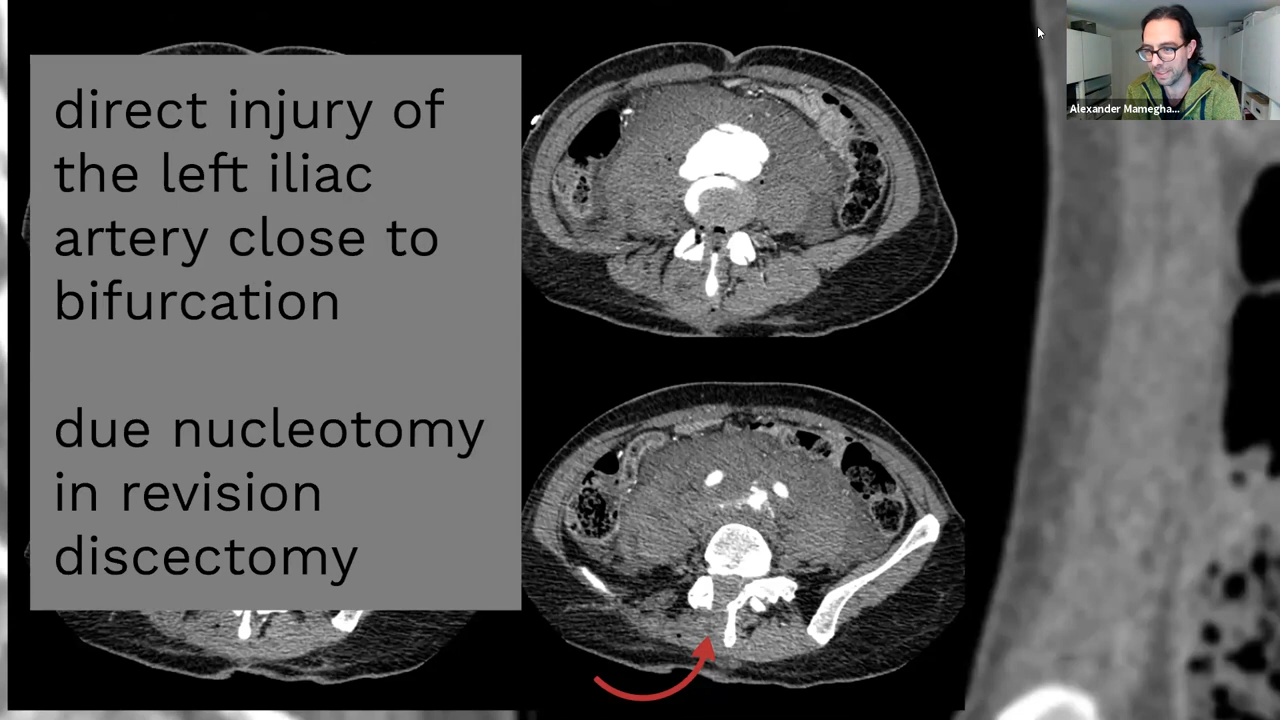 direct injury of
the left iliac
artery close to
bifurcation
due nucleotomy
in revision
discectomy
Alexander Mamegha...